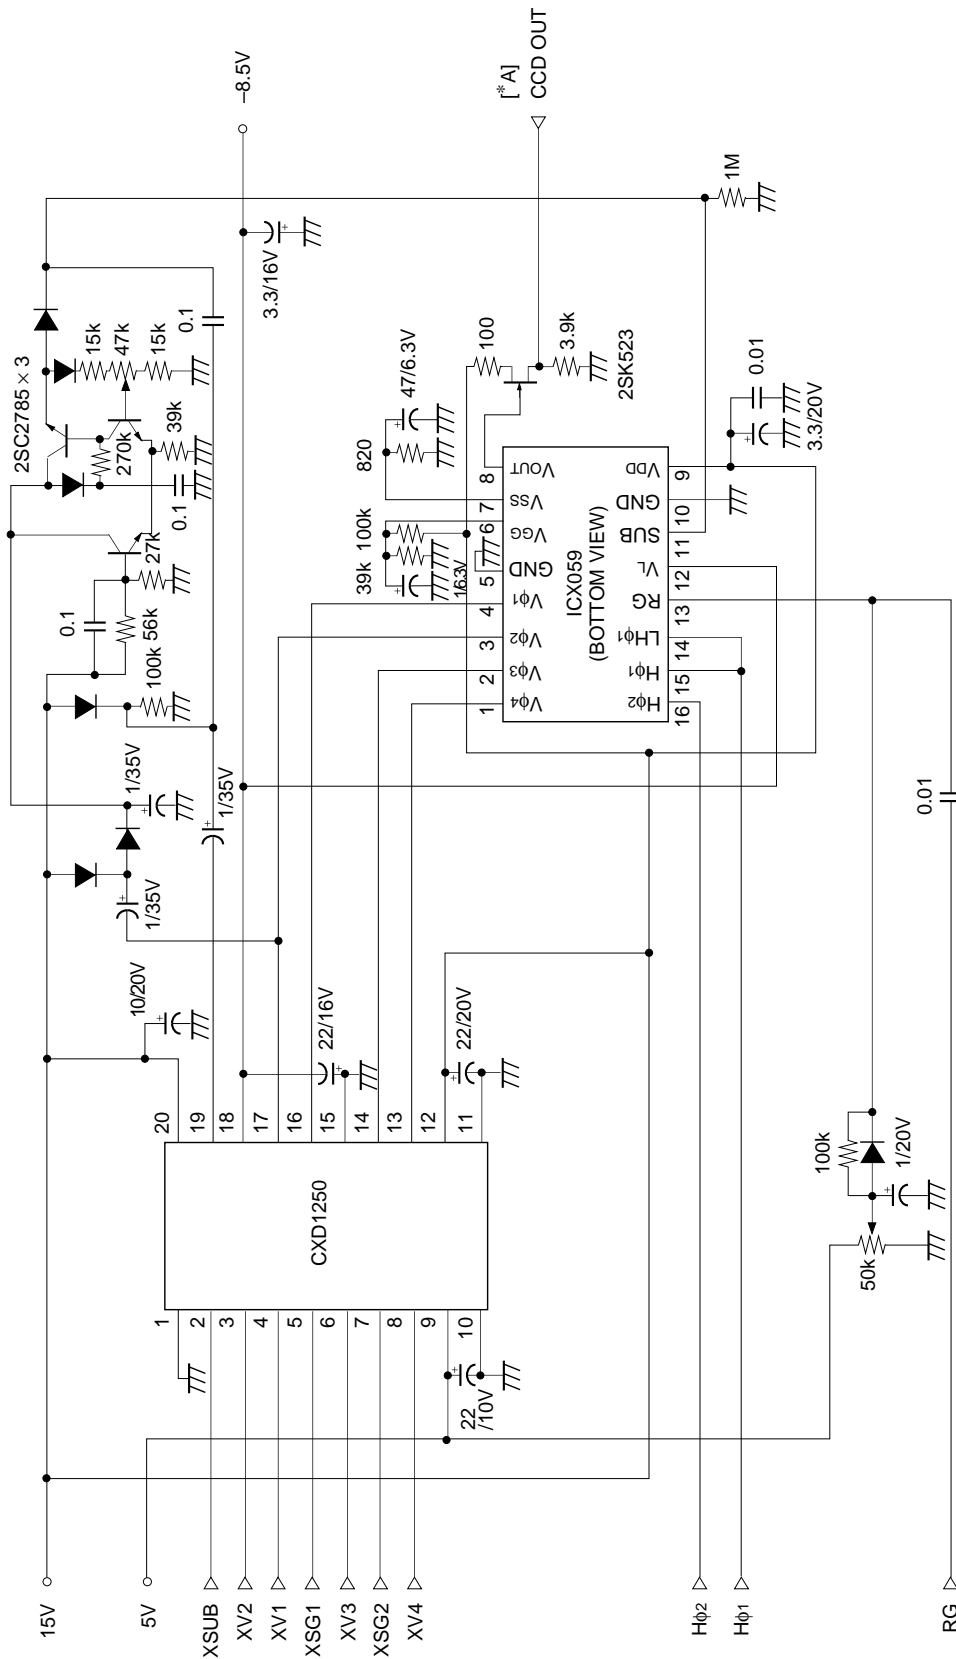 15V
5V
XSUB
XV2
XV1
XSG1
XV3
XSG2
XV4
Hϕ2
Hϕ1
RG
22
/10V
CXD1250
1
2
3
4
5
6
7
8
9
10
20
19
18
17
16
15
14
13
12
11
10/20V
22/16V
22/20V
50k
100k
1/20V
1/35V
1/35V
1/35V
100k
56k
0.1
27k
0.1
270k
39k
2SC2785 × 3
15k
47k
15k
0.1
3.3/16V
–8.5V
[*A]
CCD OUT
1M
100
3.9k
2SK523
47/6.3V
820
39k
100k
ICX059
(BOTTOM VIEW)
1
2
3
4
5
6
7
8
Vϕ4
Vϕ3
Vϕ2
Vϕ1
GND
VGG
VSS
VOUT
Hϕ2
Hϕ1
LHϕ1
RG
VL
SUB
GND
VDD
16
15
14
13
12
11
10
9
0.01
3.3/20V
0.01